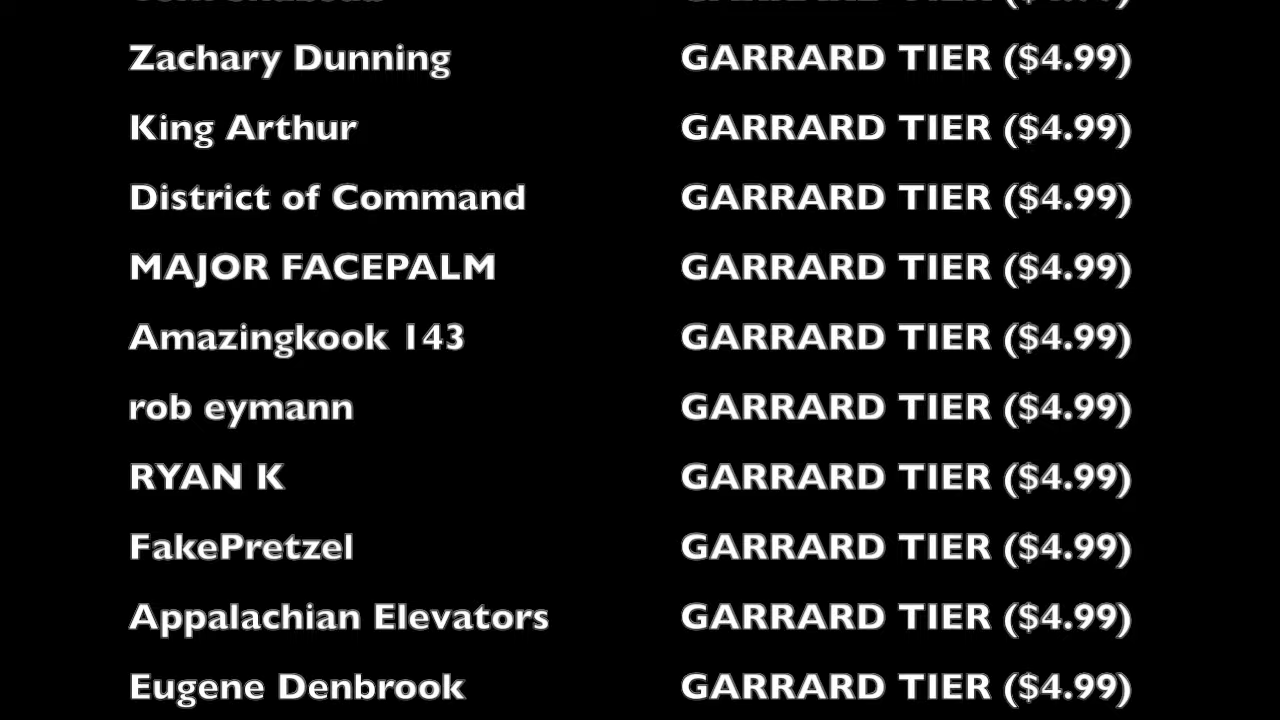 Zachary Dunning GARRARD TIER ($4.99)
King Arthur GARRARD TIER ($4.99)
District of Command GARRARD TIER ($4.99)
MAJOR FACEPALM GARRARD TIER ($4.99)
Amazingkook 143 GARRARD TIER ($4.99)
rob eymann GARRARD TIER ($4.99)
RYAN K GARRARD TIER ($4.99)
FakePretzel GARRARD TIER ($4.99)
Appalachian Elevators GARRARD TIER ($4.99)
Eugene Denbrook GARRARD TIER ($4.99)